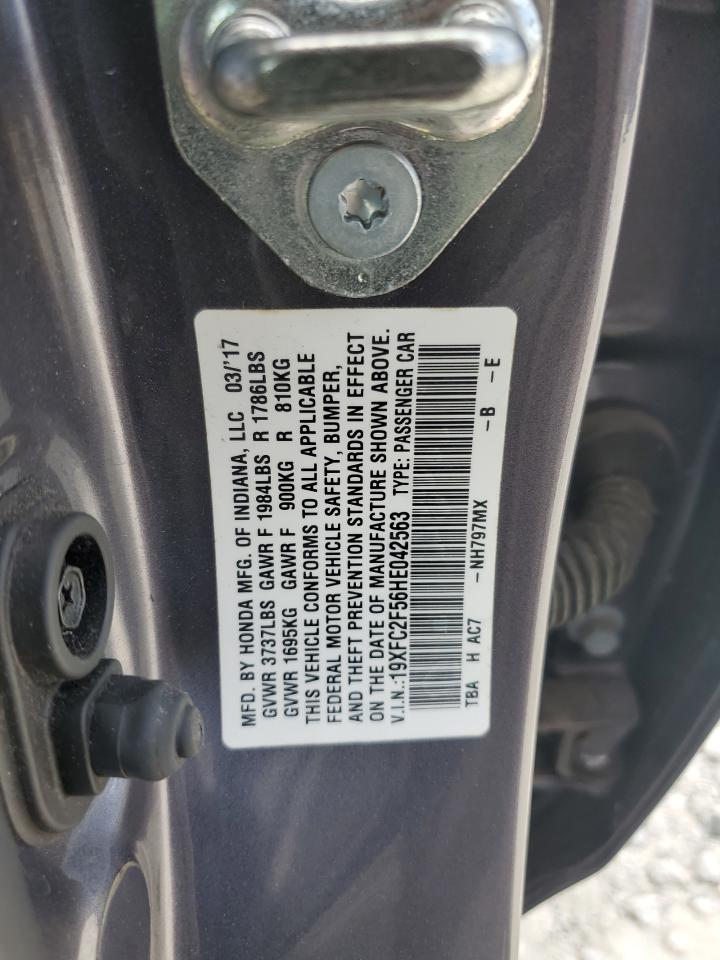 MFD. BY HONDA MFG. OF INDIANA, LLC 03/'17
GVWR 3737LBS GAWR F 1984LBS R 1786LBS
GVWR 1695KG GAWR F 900KG R 810KG
THIS VEHICLE CONFORMS TO ALL APPLICABLE
FEDERAL MOTOR VEHICLE SAFETY, BUMPER,
AND THEFT PREVENTION STANDARDS IN EFFECT
ON THE DATE OF MANUFACTURE SHOWN ABOVE.
V.I.N.:19XFC2F56HE042563 TYPE: PASSENGER CAR
TBA H AC7 -NH797MX -B -E